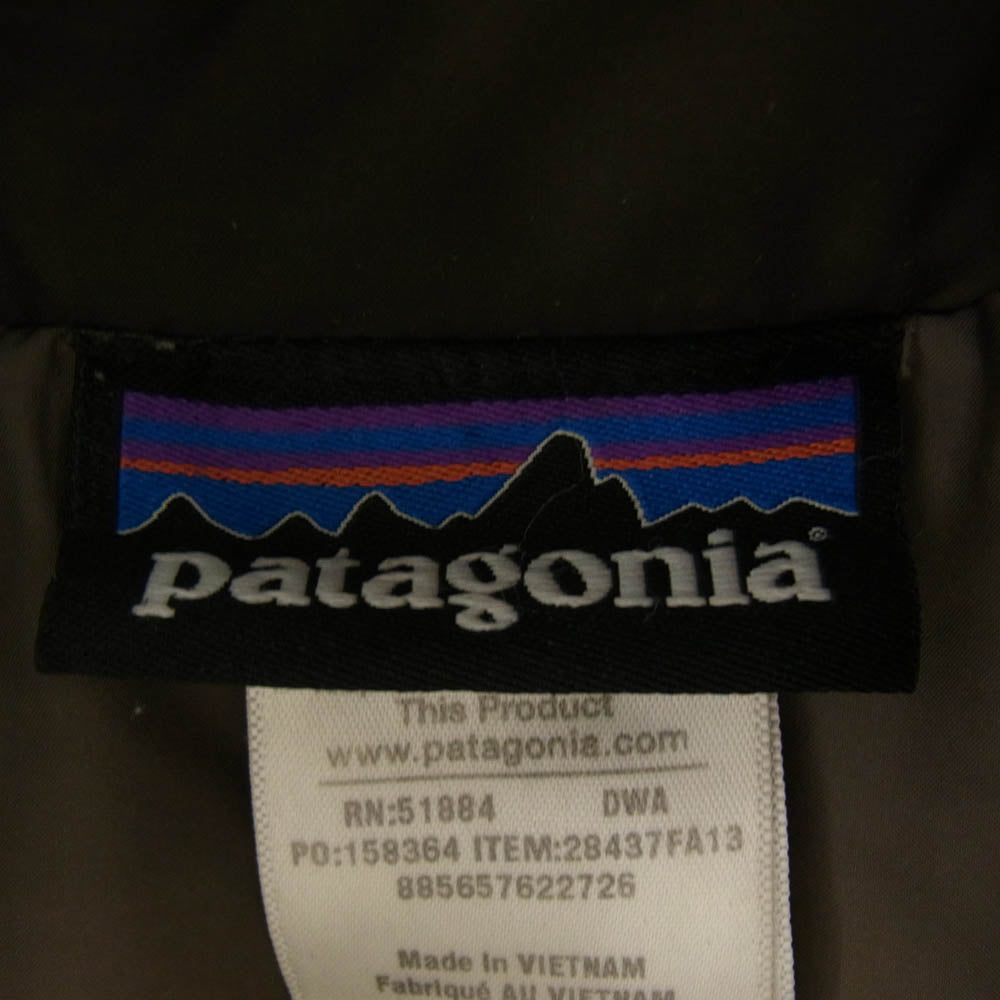 patagonia®
This Product
www.patagonia.com
RN:51884 DWA
PO:158364 ITEM:28437FA13
885657622726
Made in VIETNAM
Fabriqué AU VIETNAM